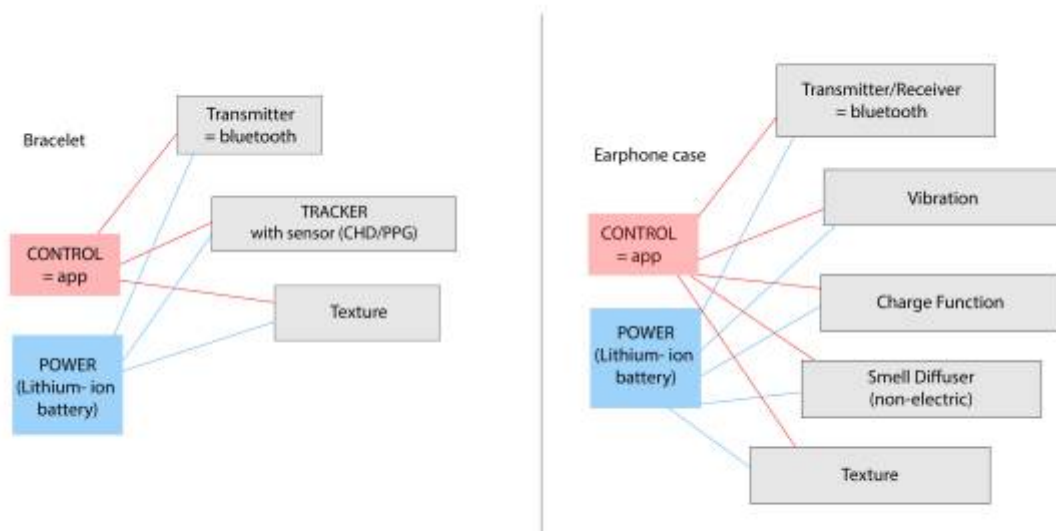 Bracelet
Transmitter
= bluetooth
TRACKER
with sensor (CHD/PPG)
CONTROL
= app
Texture
POWER
(Lithium- ion
battery)
Earphone case
Transmitter/Receiver
= bluetooth
Vibration
CONTROL
= app
Charge Function
POWER
(Lithium- ion
battery)
Smell Diffuser
(non-electric)
Texture